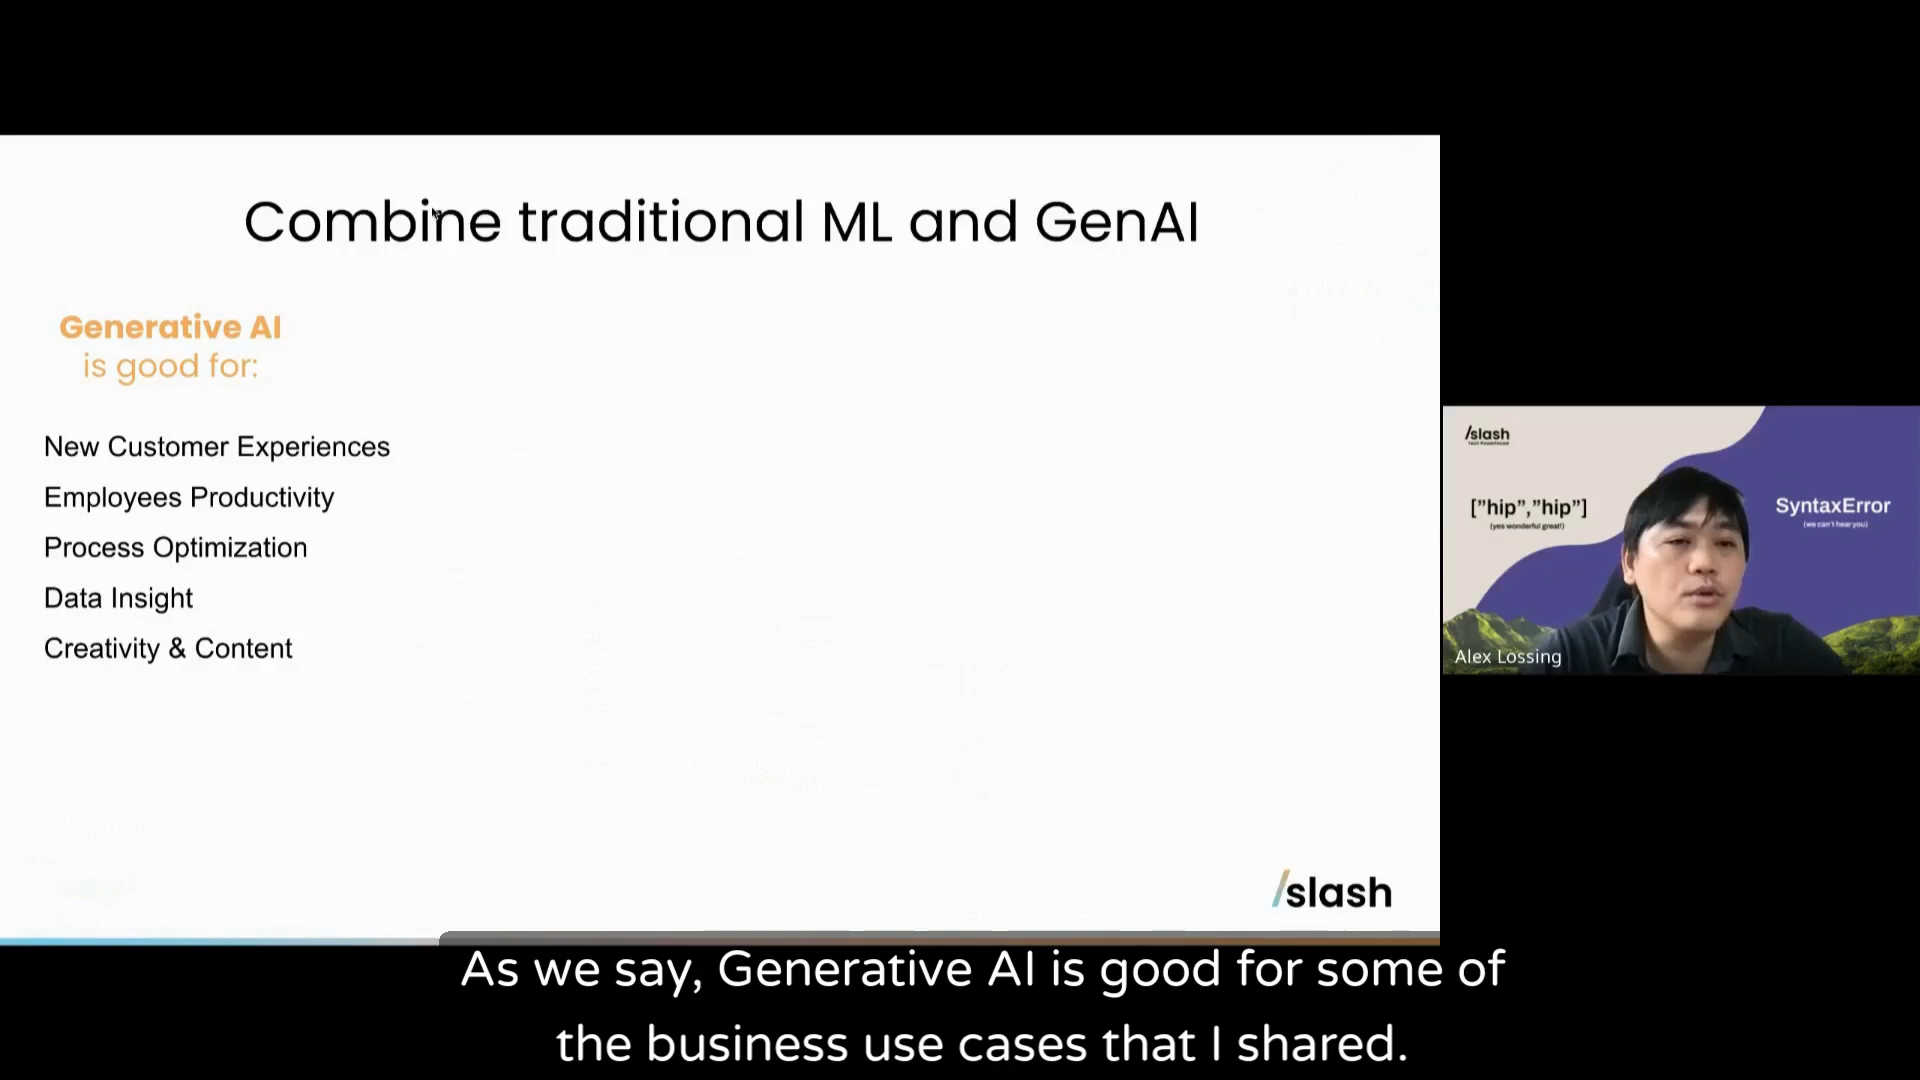 Combine traditional ML and GenAI
Generative AI
is good for:
New Customer Experiences
Employees Productivity
Process Optimization
Data Insight
Creativity & Content
/slash
/slash
["hip","hip"]
(yes wonderful great!)
SyntaxError
(we can't hear you)
Alex Lossing
As we say, Generative AI is good for some of
the business use cases that I shared.